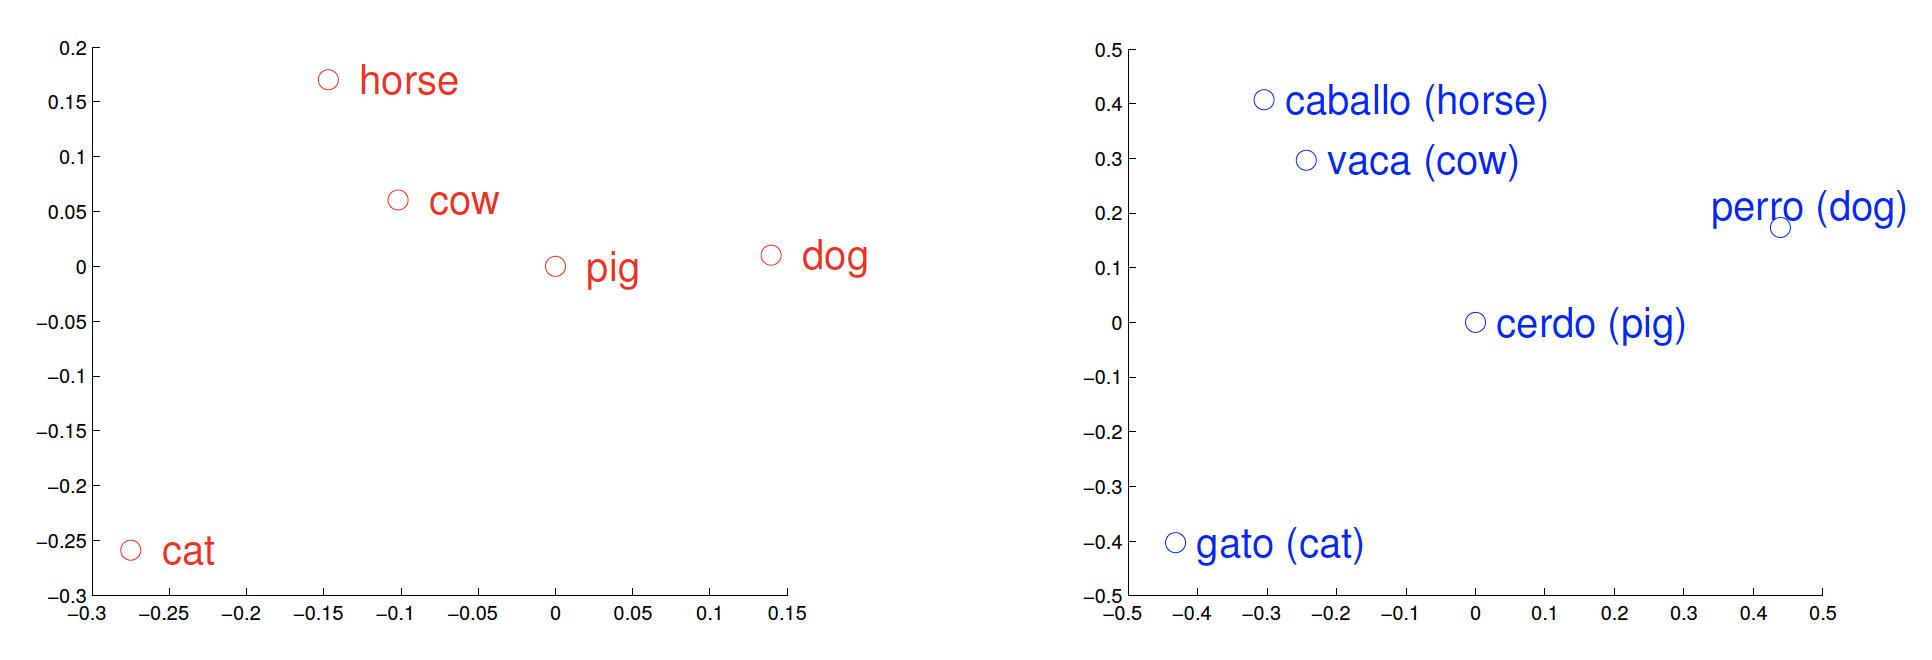 0.2
horse
0.15
0.1
cow
0.05
dog
0
pig
−0.05
−0.1
−0.15
−0.2
−0.25
cat
−0.3
−0.3 −0.25 −0.2 −0.15 −0.1 −0.05 0 0.05 0.1 0.15
0.5
caballo (horse)
0.4
0.3
vaca (cow)
0.2
perro (dog)
0.1
0
cerdo (pig)
−0.1
−0.2
−0.3
−0.4
gato (cat)
−0.5
−0.5 −0.4 −0.3 −0.2 −0.1 0 0.1 0.2 0.3 0.4 0.5